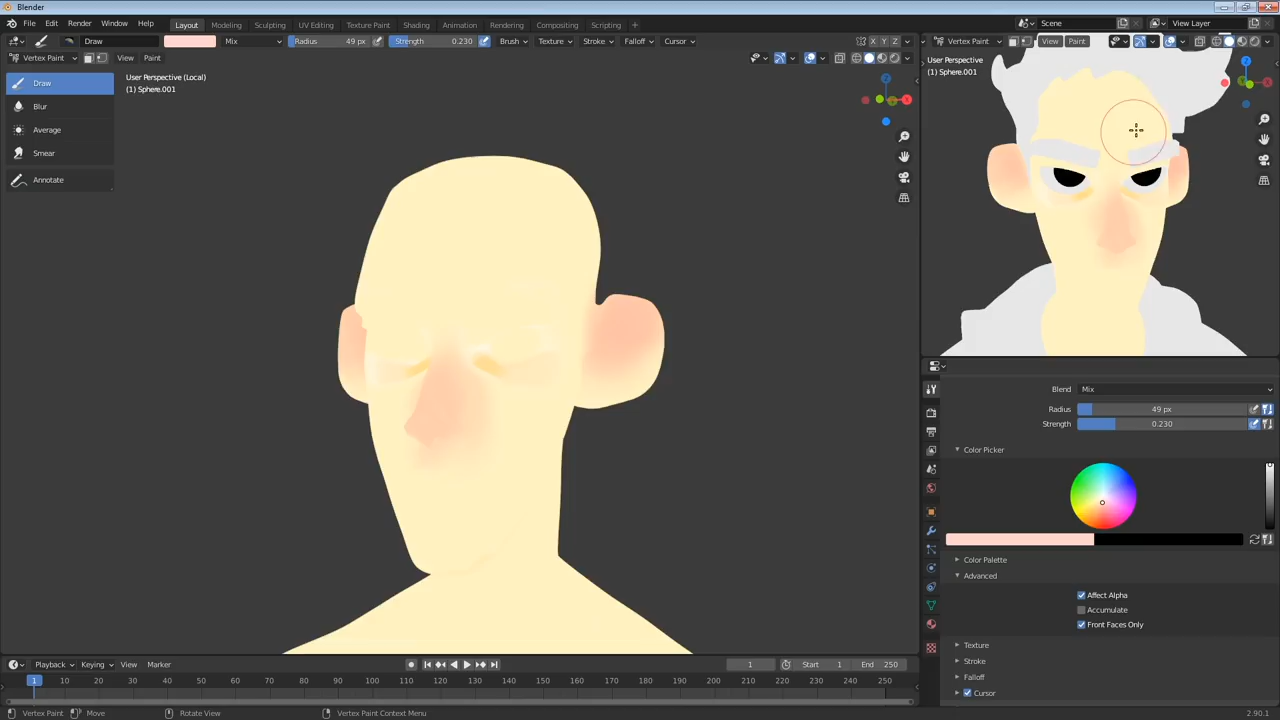 Blender
File Edit Render Window Help Layout Modeling Sculpting UV Editing Texture Paint Shading Animation Rendering Compositing Scripting + Scene View Layer
Draw Mix Radius 49 px Strength 0.230 Brush Texture Stroke Falloff Cursor X Y Z Vertex Paint View Paint
Vertex Paint View Paint
Draw
Blur
Average
Smear
Annotate
User Perspective (Local)
(1) Sphere.001
User Perspective
(1) Sphere.001
Blend Mix
Radius 49 px
Strength 0.230
Color Picker
Color Palette
Advanced
Affect Alpha
Accumulate
Front Faces Only
Texture
Stroke
Falloff
Cursor
Playback Keying View Marker 1 Start 1 End 250
1 10 20 30 40 50 60 70 80 90 100 110 120 130 140 150 160 170 180 190 200 210 220 230 240 250
Vertex Paint Move Rotate View Vertex Paint Context Menu 2.90.1